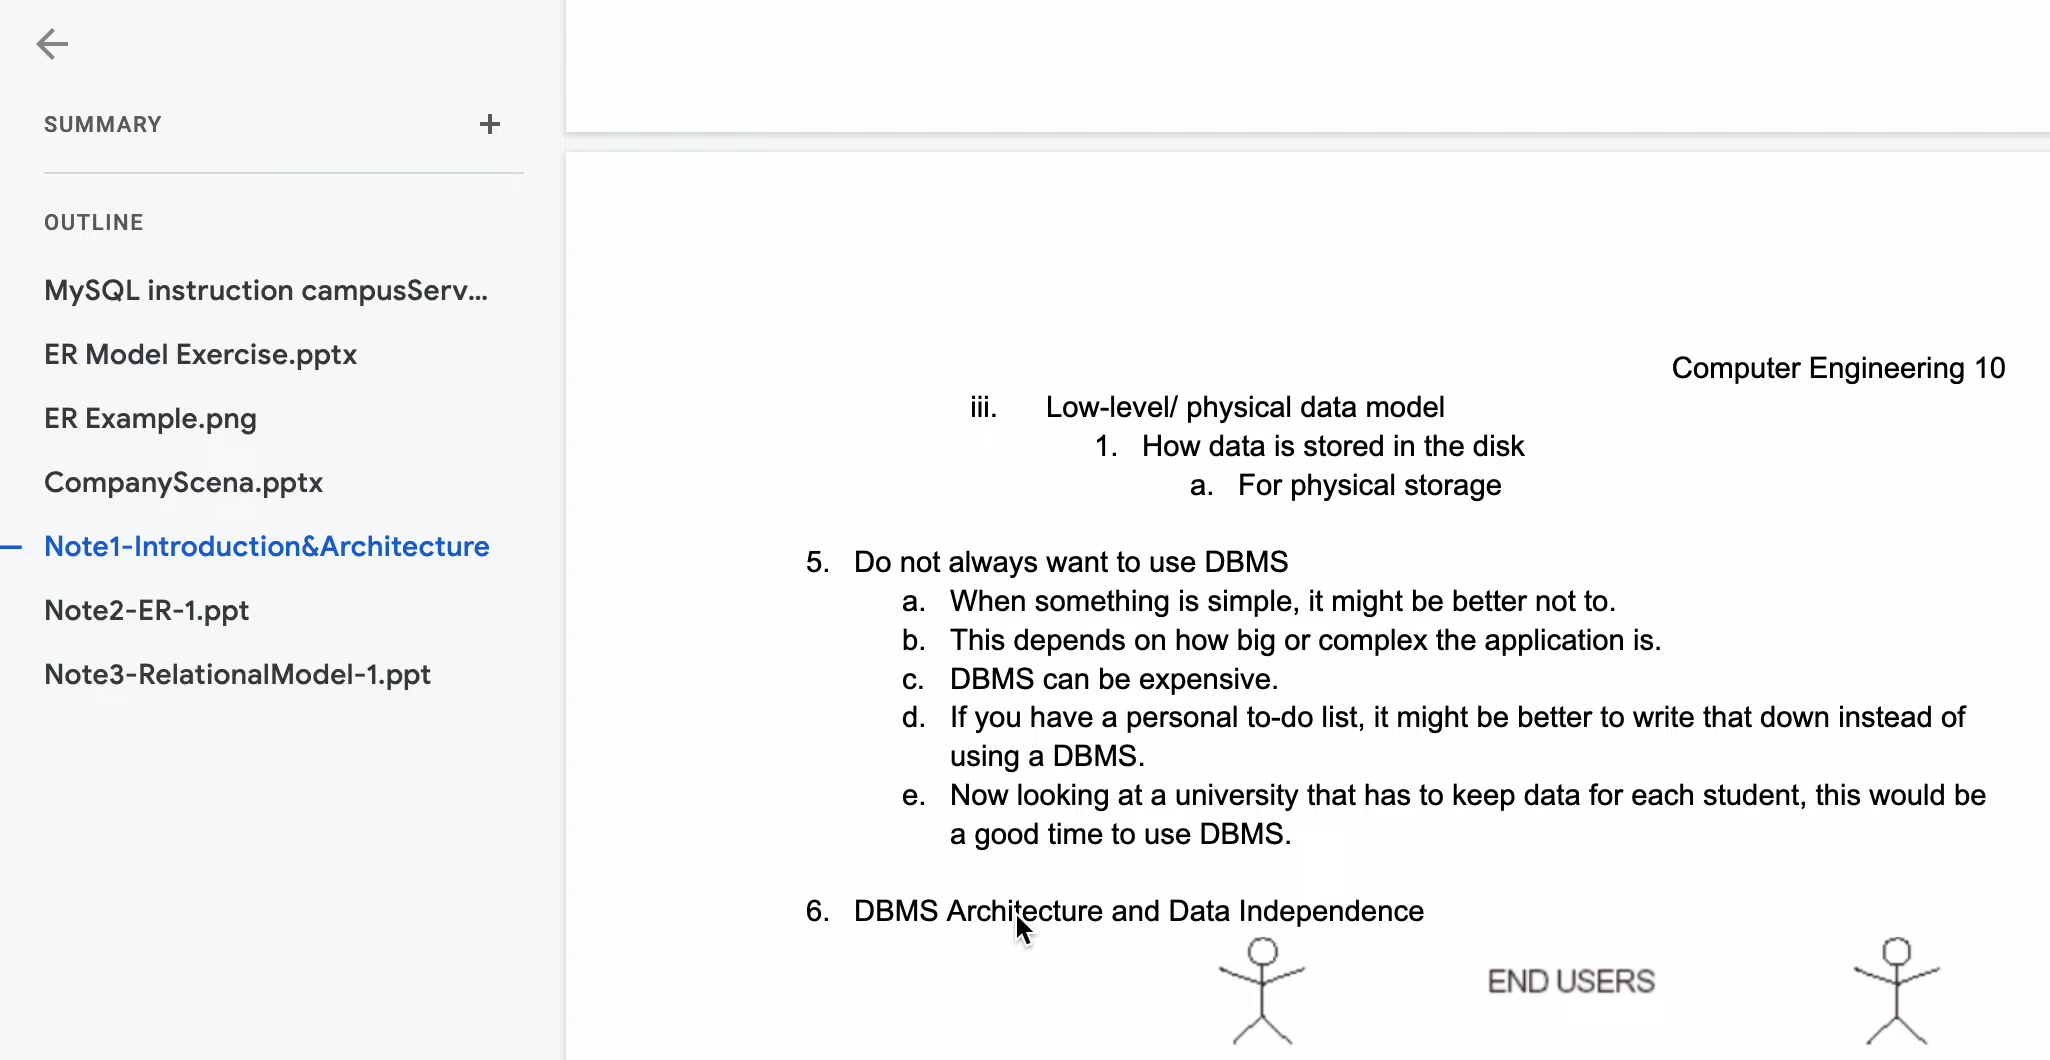 SUMMARY
+
OUTLINE
MySQL instruction campusServ...
ER Model Exercise.pptx
ER Example.png
CompanyScena.pptx
Note1-Introduction&Architecture
Note2-ER-1.ppt
Note3-RelationalModel-1.ppt
Computer Engineering 10
iii. Low-level/ physical data model
1. How data is stored in the disk
a. For physical storage
5. Do not always want to use DBMS
a. When something is simple, it might be better not to.
b. This depends on how big or complex the application is.
c. DBMS can be expensive.
d. If you have a personal to-do list, it might be better to write that down instead of
using a DBMS.
e. Now looking at a university that has to keep data for each student, this would be
a good time to use DBMS.
6. DBMS Architecture and Data Independence
END USERS